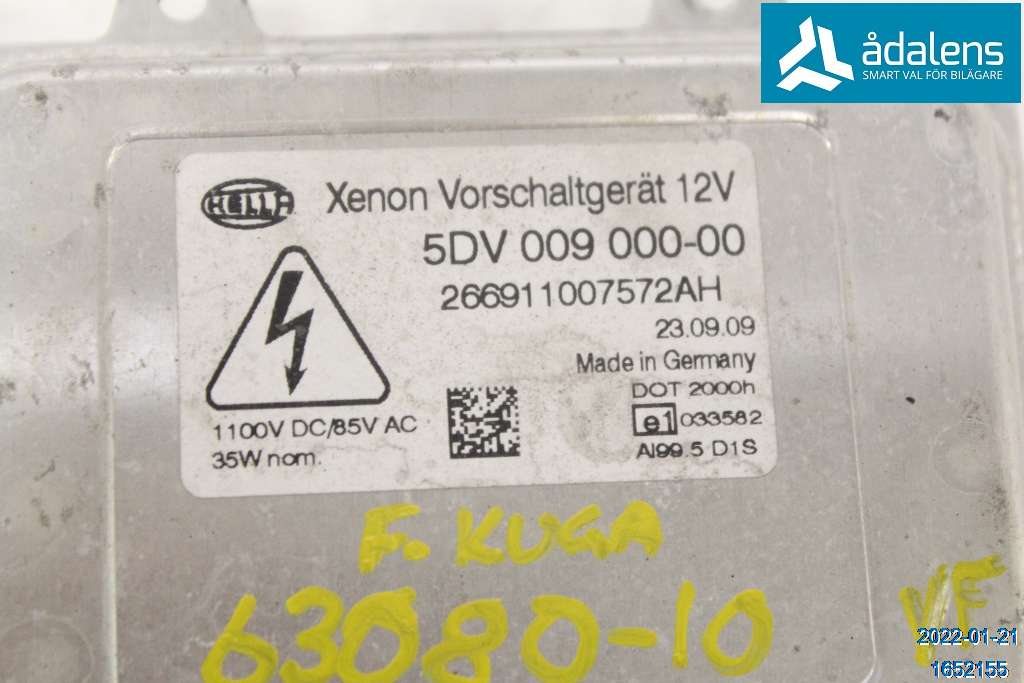 ådalens
SMART VAL FÖR BILÄGARE
HELLA
Xenon Vorschaltgerät 12V
5DV 009 000-00
266911007572AH
23.09.09
Made in Germany
DOT 2000h
e1 033582
Al99.5 D1S
1100V DC/85V AC
35W nom.
F. KUGA
63080-10
V.F
2022-01-21
1652155